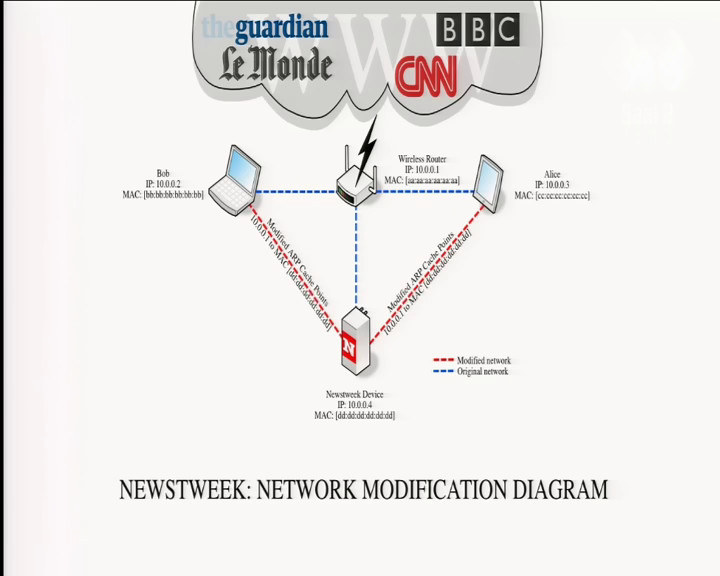 theguardian
BBC
Le Monde
CNN
WWW
Bob
IP: 10.0.0.2
MAC: [bb:bb:bb:bb:bb:bb]
Wireless Router
IP: 10.0.0.1
MAC: [aa:aa:aa:aa:aa:aa]
Alice
IP: 10.0.0.3
MAC: [cc:cc:cc:cc:cc:cc]
Modified ARP Cache Points
10.0.0.1 to MAC [dd:dd:dd:dd:dd:dd]
Modified ARP Cache Points
10.0.0.1 to MAC [dd:dd:dd:dd:dd:dd]
N
Modified network
Original network
Newstweek Device
IP: 10.0.0.4
MAC: [dd:dd:dd:dd:dd:dd]
NEWSTWEEK: NETWORK MODIFICATION DIAGRAM